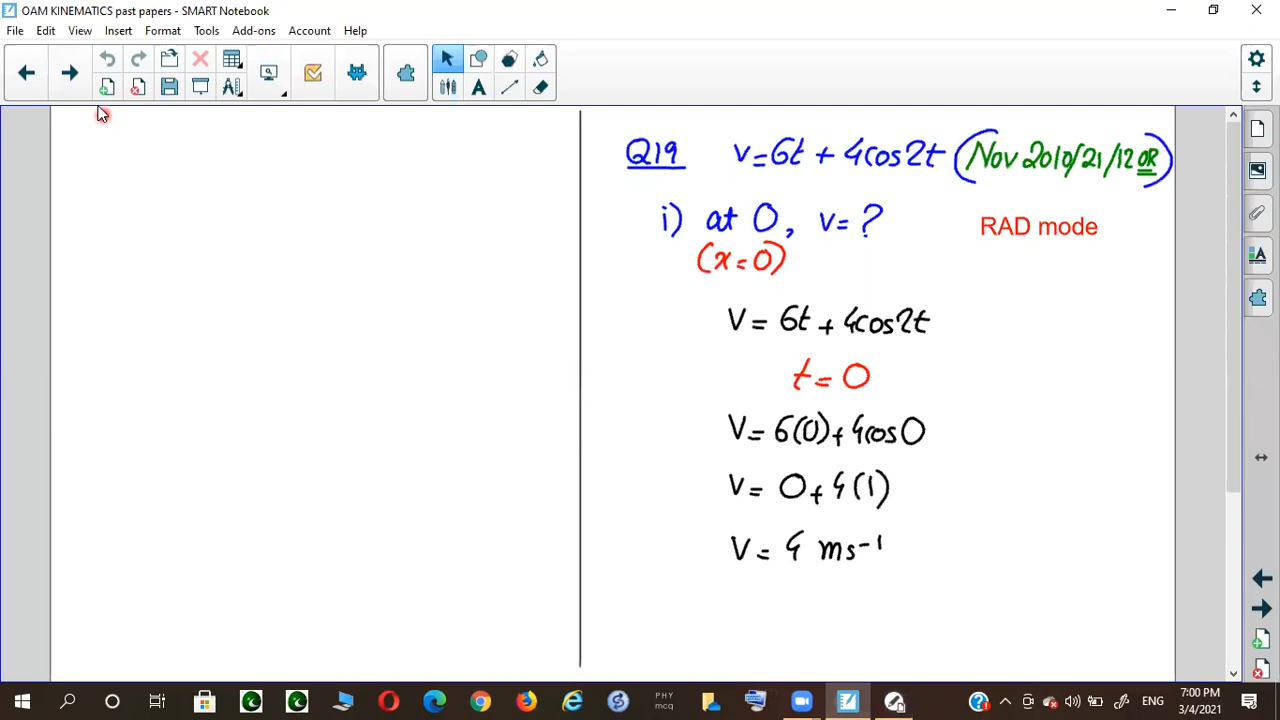 OAM KINEMATICS past papers - SMART Notebook
File Edit View Insert Format Tools Add-ons Account Help
Q19 v=6t+4cos2t (Nov 2010/21/12 OR)
i) at O, v=?
RAD mode
(x=0)
V=6t+4cos2t
t=0
V=6(0)+4cos0
V=0+4(1)
V=4 ms-1
PHY
mcq
ENG
7:00 PM
3/4/2021